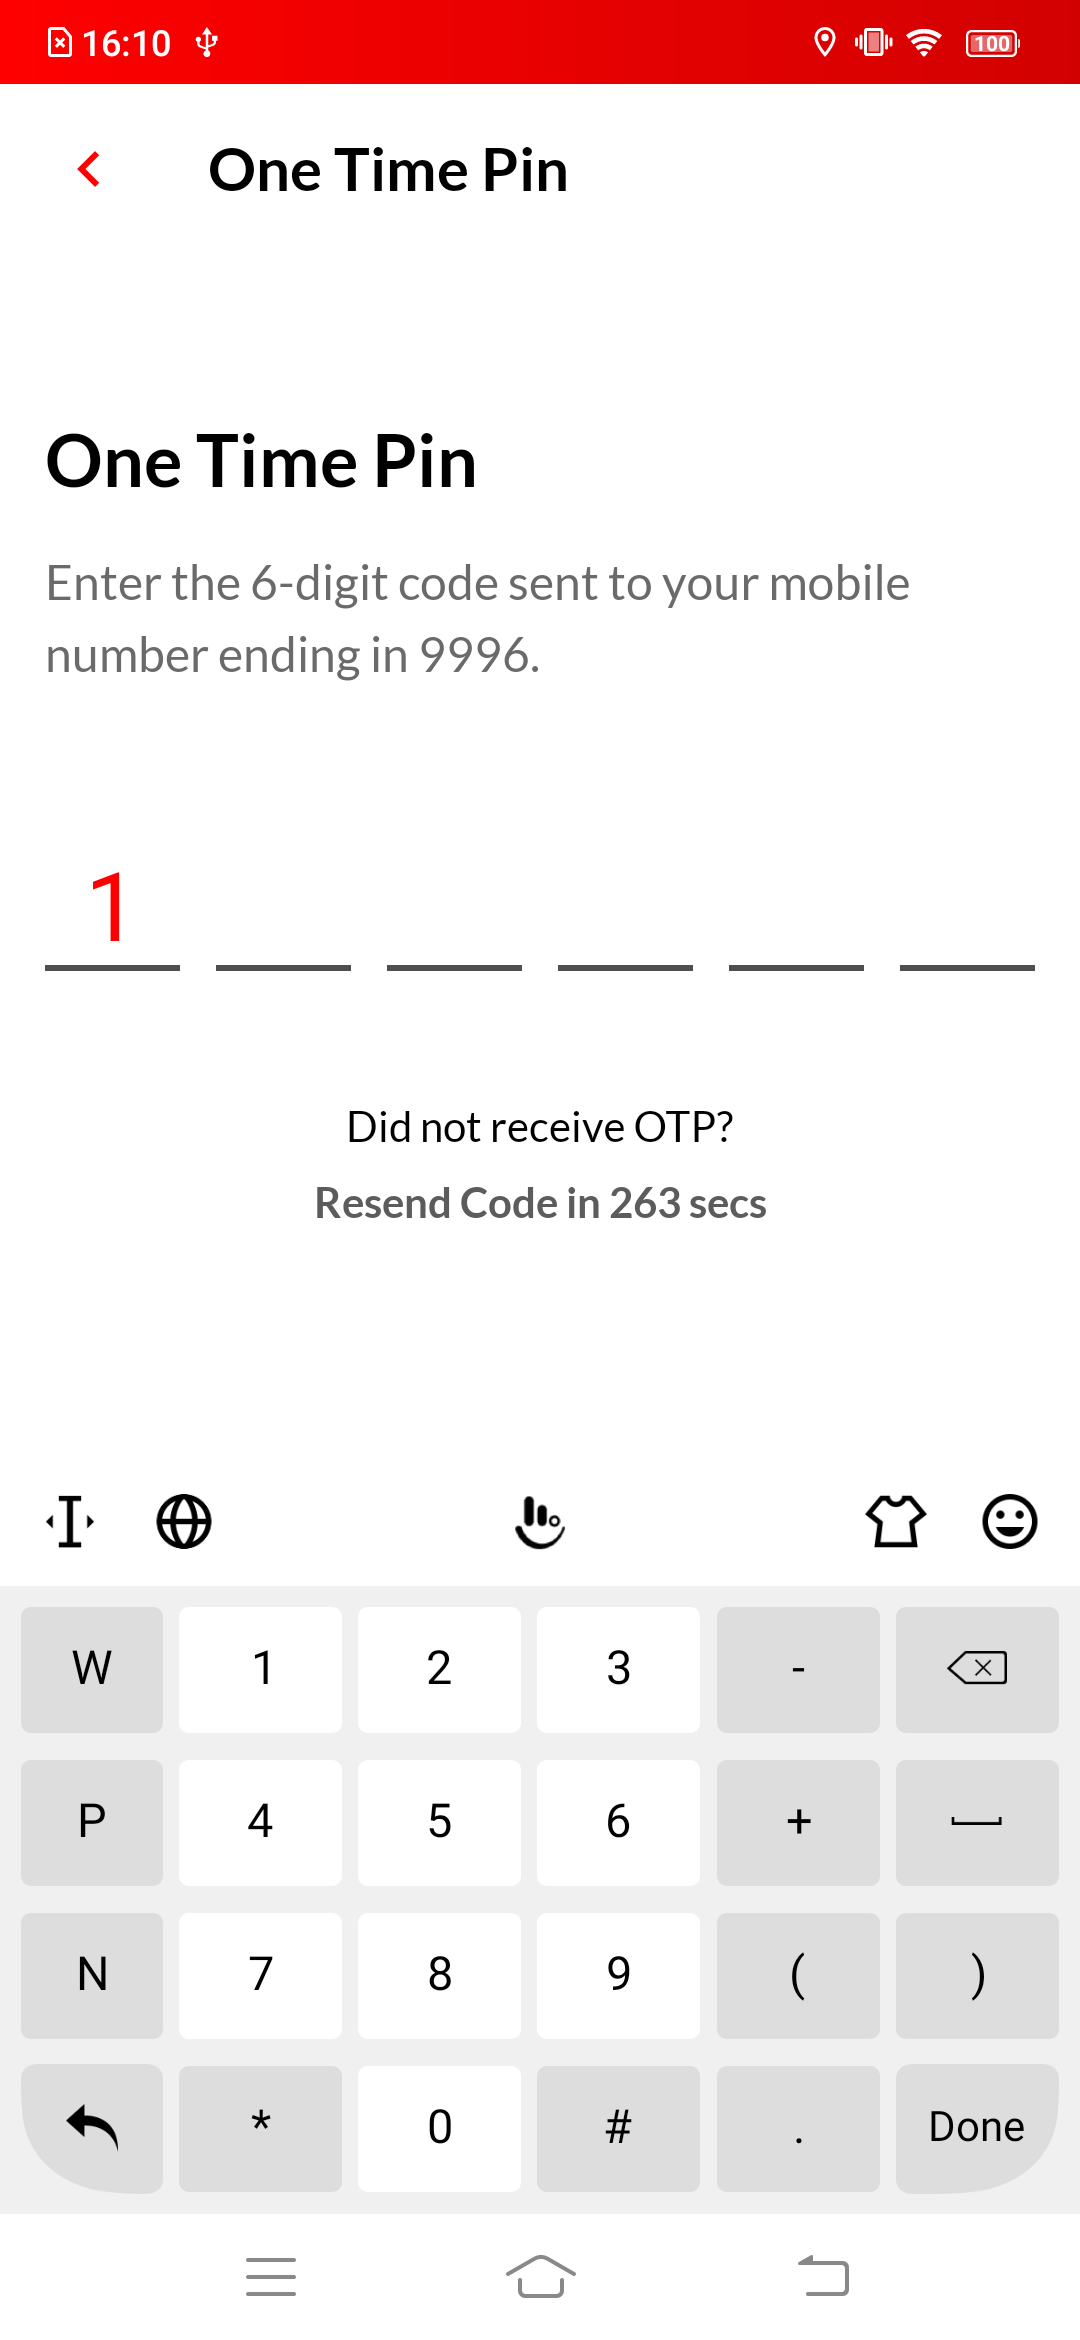 16:10
100
One Time Pin
One Time Pin
Enter the 6-digit code sent to your mobile
number ending in 9996.
1
Did not receive OTP?
Resend Code in 263 secs
W 1 2 3 -
P 4 5 6 +
N 7 8 9 ( )
* 0 # . Done